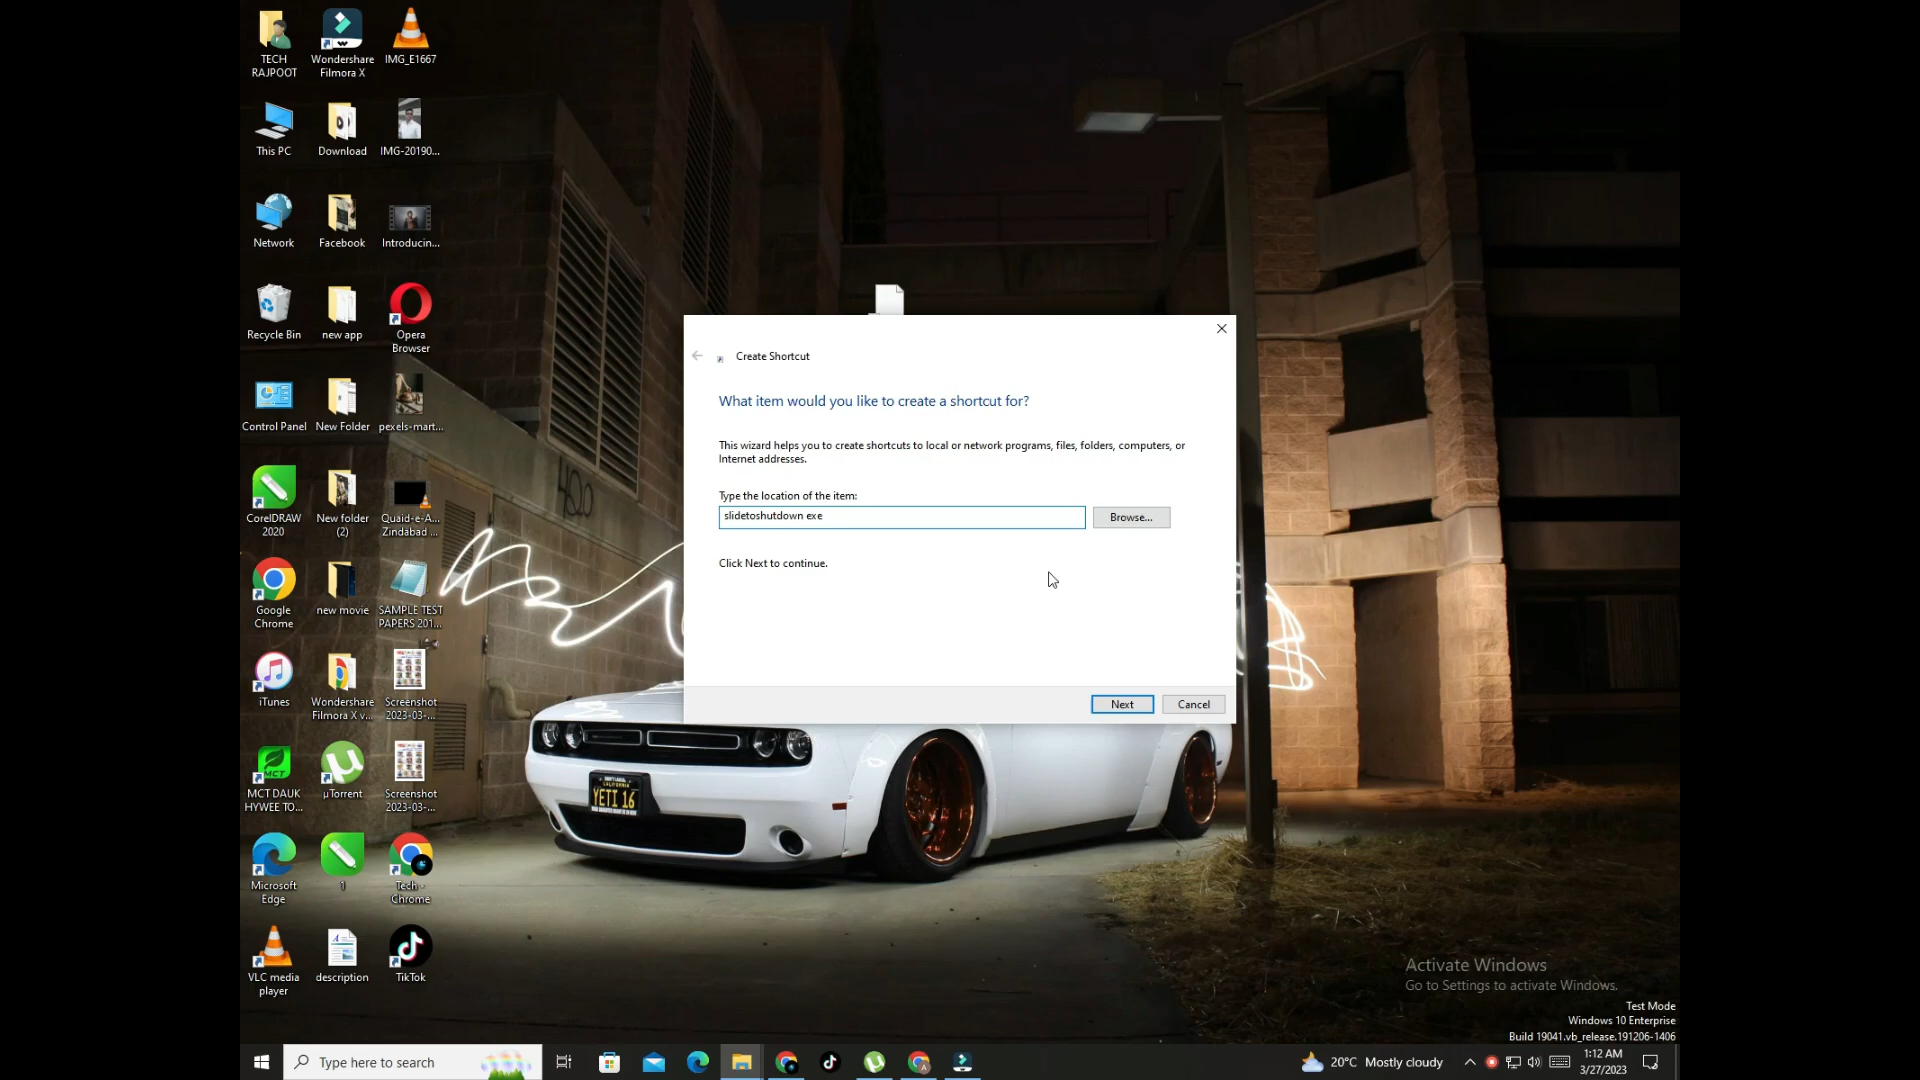 TECH
RAJPOOT
Wondershare
Filmora X
IMG_E1667
This PC
Download
IMG-20190...
Network
Facebook
Introducin...
Recycle Bin
new app
Opera
Browser
Control Panel
New Folder
pexels-mart...
CorelDRAW
2020
New folder
(2)
Quaid-e-A...
Zindabad ...
Google
Chrome
new movie
SAMPLE TEST
PAPERS 201...
iTunes
Wondershare
Filmora X v...
Screenshot
2023-03-...
MCT
MCT DAUK
HYWEE TO...
µTorrent
Screenshot
2023-03-...
Microsoft
Edge
1
Tech -
Chrome
VLC media
player
description
TikTok
Create Shortcut
What item would you like to create a shortcut for?
This wizard helps you to create shortcuts to local or network programs, files, folders, computers, or
Internet addresses.
Type the location of the item:
slidetoshutdown exe
Browse...
Click Next to continue.
Next
Cancel
CALIFORNIA
YETI 16
Activate Windows
Go to Settings to activate Windows.
Test Mode
Windows 10 Enterprise
Build 19041.vb_release.191206-1406
Type here to search
20°C Mostly cloudy
1:12 AM
3/27/2023